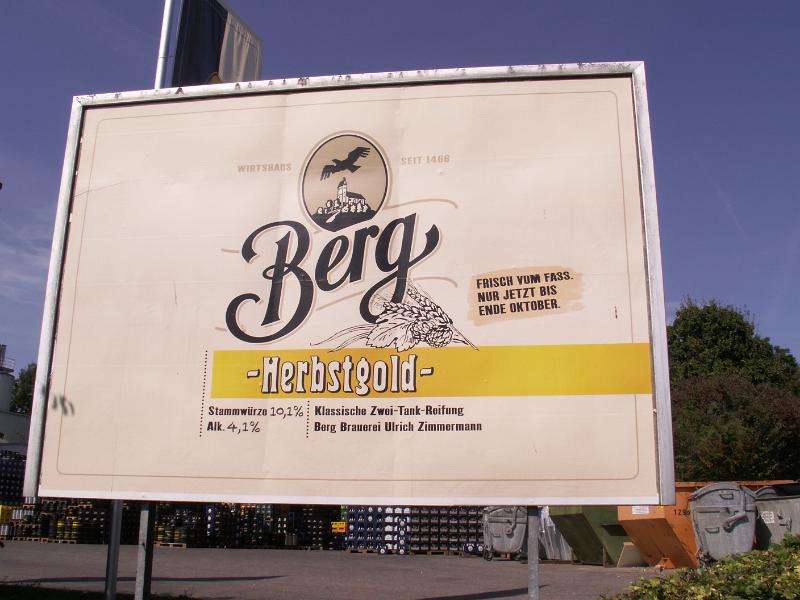 WIRTSHAUS SEIT 1466
Berg
FRISCH VOM FASS.
NUR JETZT BIS
ENDE OKTOBER.
-Herbstgold-
Stammwürze 10,1%
Alk. 4,1%
Klassische Zwei-Tank-Reifung
Berg Brauerei Ulrich Zimmermann